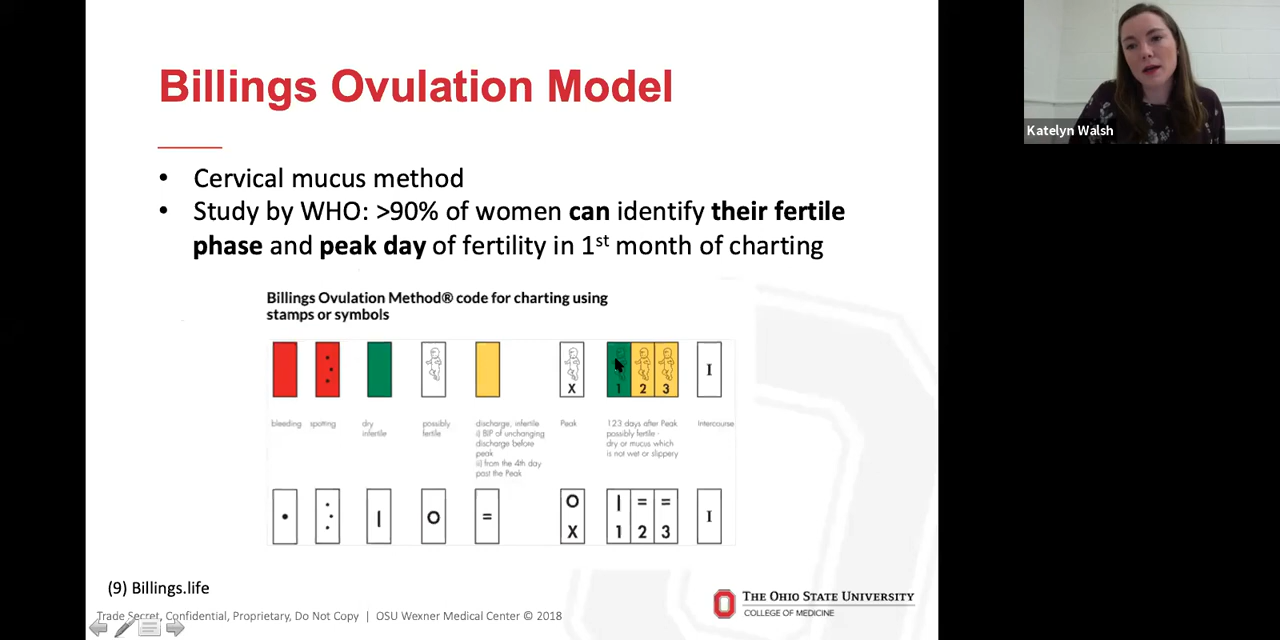 Billings Ovulation Model
Katelyn Walsh
• Cervical mucus method
• Study by WHO: >90% of women can identify their fertile
phase and peak day of fertility in 1st month of charting
Billings Ovulation Method® code for charting using
stamps or symbols
X 1 2 3 I
bleeding
spotting
dry
infertile
possibly
fertile
discharge, infertile
i) BIP of unchanging
discharge before
peak
ii) from the 4th day
past the Peak
Peak
123 days after Peak
possibly fertile -
dry or mucus which
is not wet or slippery
Intercourse
O | = =
• | O = I
X 1 2 3
(9) Billings.life
Trade Secret, Confidential, Proprietary, Do Not Copy | OSU Wexner Medical Center © 2018
THE OHIO STATE UNIVERSITY
COLLEGE OF MEDICINE